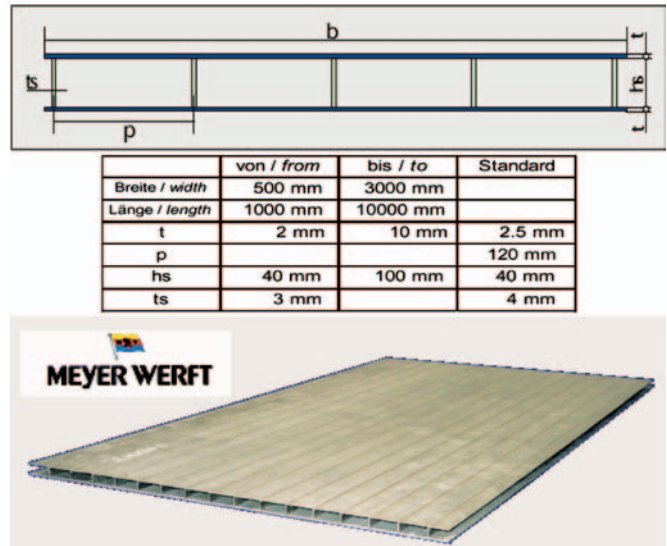 b
t
ts
hs
p
t
von / from bis / to Standard
Breite / width 500 mm 3000 mm
Länge / length 1000 mm 10000 mm
t 2 mm 10 mm 2.5 mm
p 120 mm
hs 40 mm 100 mm 40 mm
ts 3 mm 4 mm
MEYER WERFT